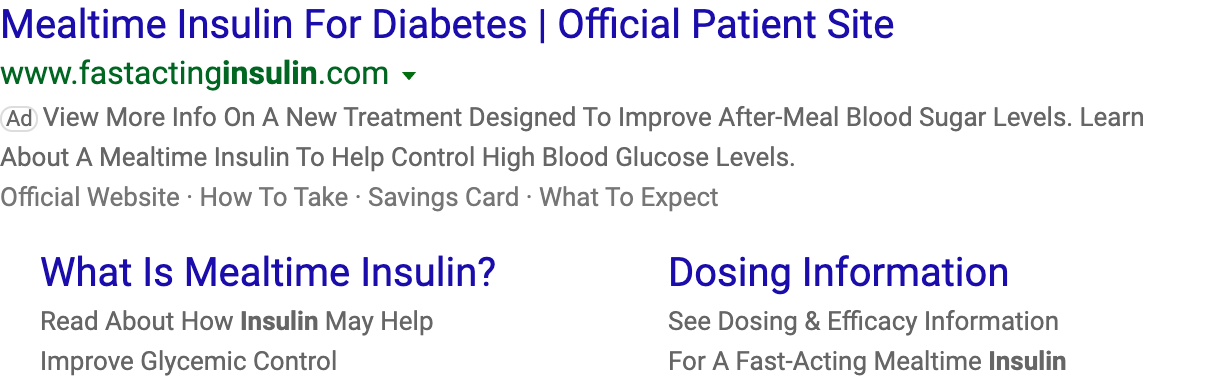 Mealtime Insulin For Diabetes | Official Patient Site
www.fastactinginsulin.com
Ad View More Info On A New Treatment Designed To Improve After-Meal Blood Sugar Levels. Learn
About A Mealtime Insulin To Help Control High Blood Glucose Levels.
Official Website · How To Take · Savings Card · What To Expect
What Is Mealtime Insulin?
Read About How Insulin May Help
Improve Glycemic Control
Dosing Information
See Dosing & Efficacy Information
For A Fast-Acting Mealtime Insulin